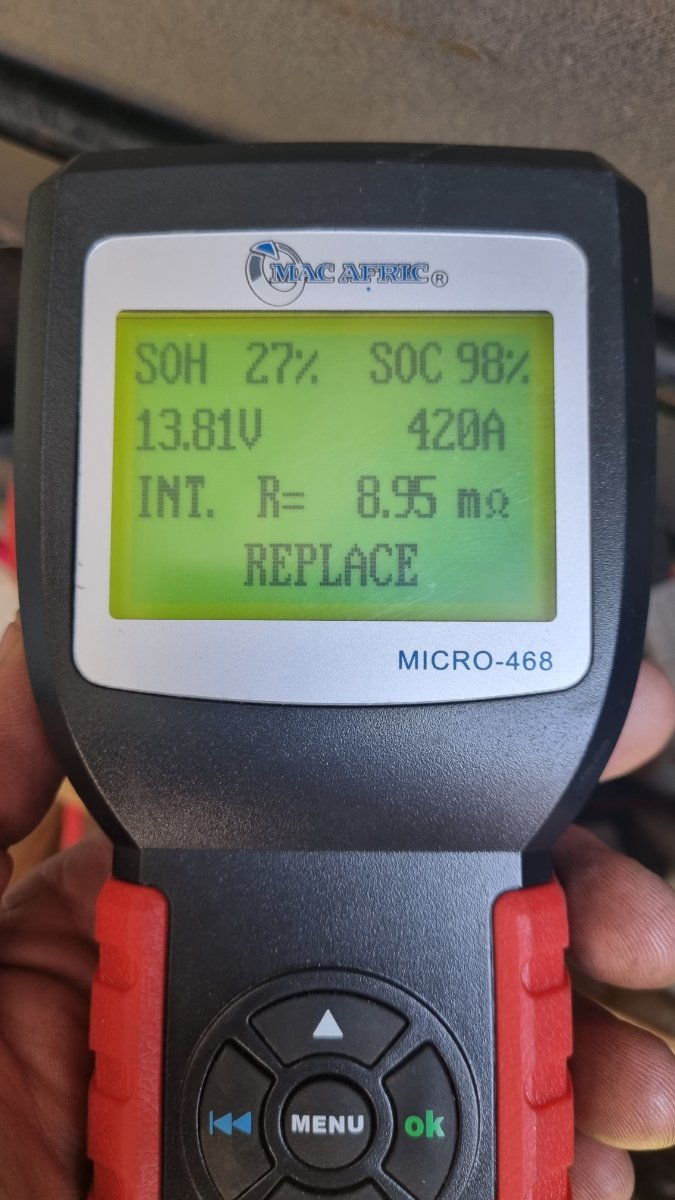 MAC AFRIC®
SOH 27% SOC 98%
13.81V 420A
INT. R= 8.95 mΩ
REPLACE
MICRO-468
MENU
ok